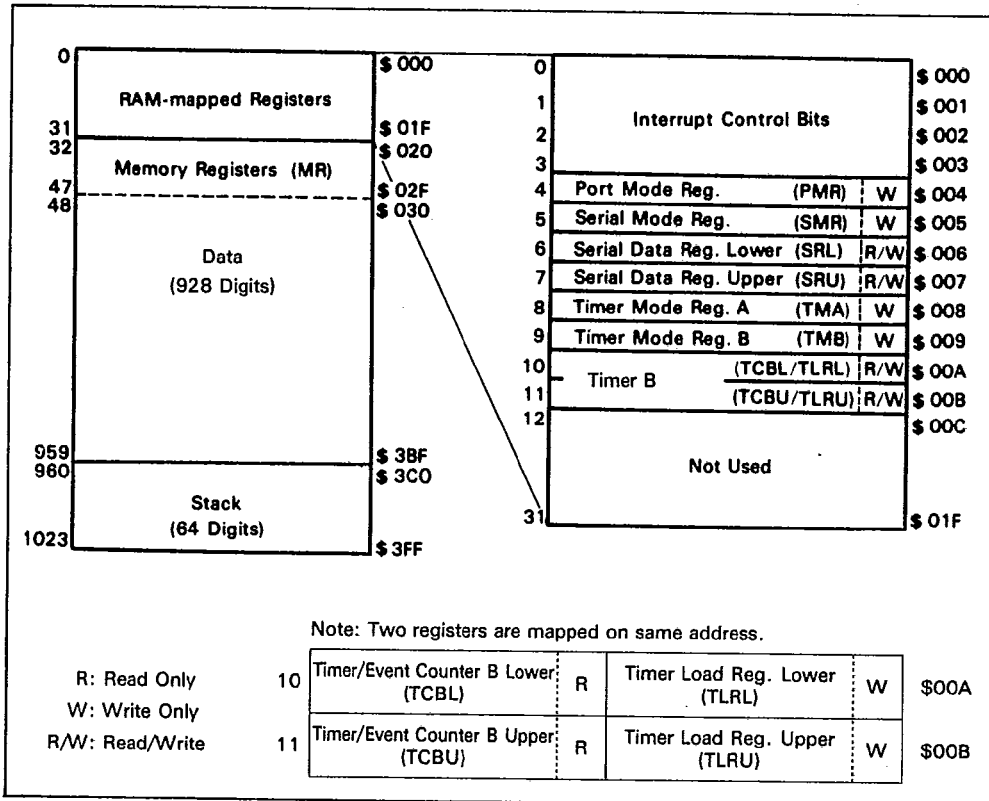 0 $ 000
RAM-mapped Registers
31 $ 01F
32 $ 020
Memory Registers (MR)
47 $ 02F
48 $ 030
Data
(928 Digits)
959 $ 3BF
960 $ 3C0
Stack
(64 Digits)
1023 $ 3FF
0 $ 000
1 $ 001
Interrupt Control Bits
2 $ 002
3 $ 003
4 Port Mode Reg. (PMR) W $ 004
5 Serial Mode Reg. (SMR) W $ 005
6 Serial Data Reg. Lower (SRL) R/W $ 006
7 Serial Data Reg. Upper (SRU) R/W $ 007
8 Timer Mode Reg. A (TMA) W $ 008
9 Timer Mode Reg. B (TMB) W $ 009
10 (TCBL/TLRL) R/W $ 00A
Timer B
11 (TCBU/TLRU) R/W $ 00B
12 $ 00C
Not Used
31 $ 01F
Note: Two registers are mapped on same address.
R: Read Only
W: Write Only
R/W: Read/Write
10 Timer/Event Counter B Lower (TCBL) R Timer Load Reg. Lower (TLRL) W $00A
11 Timer/Event Counter B Upper (TCBU) R Timer Load Reg. Upper (TLRU) W $00B